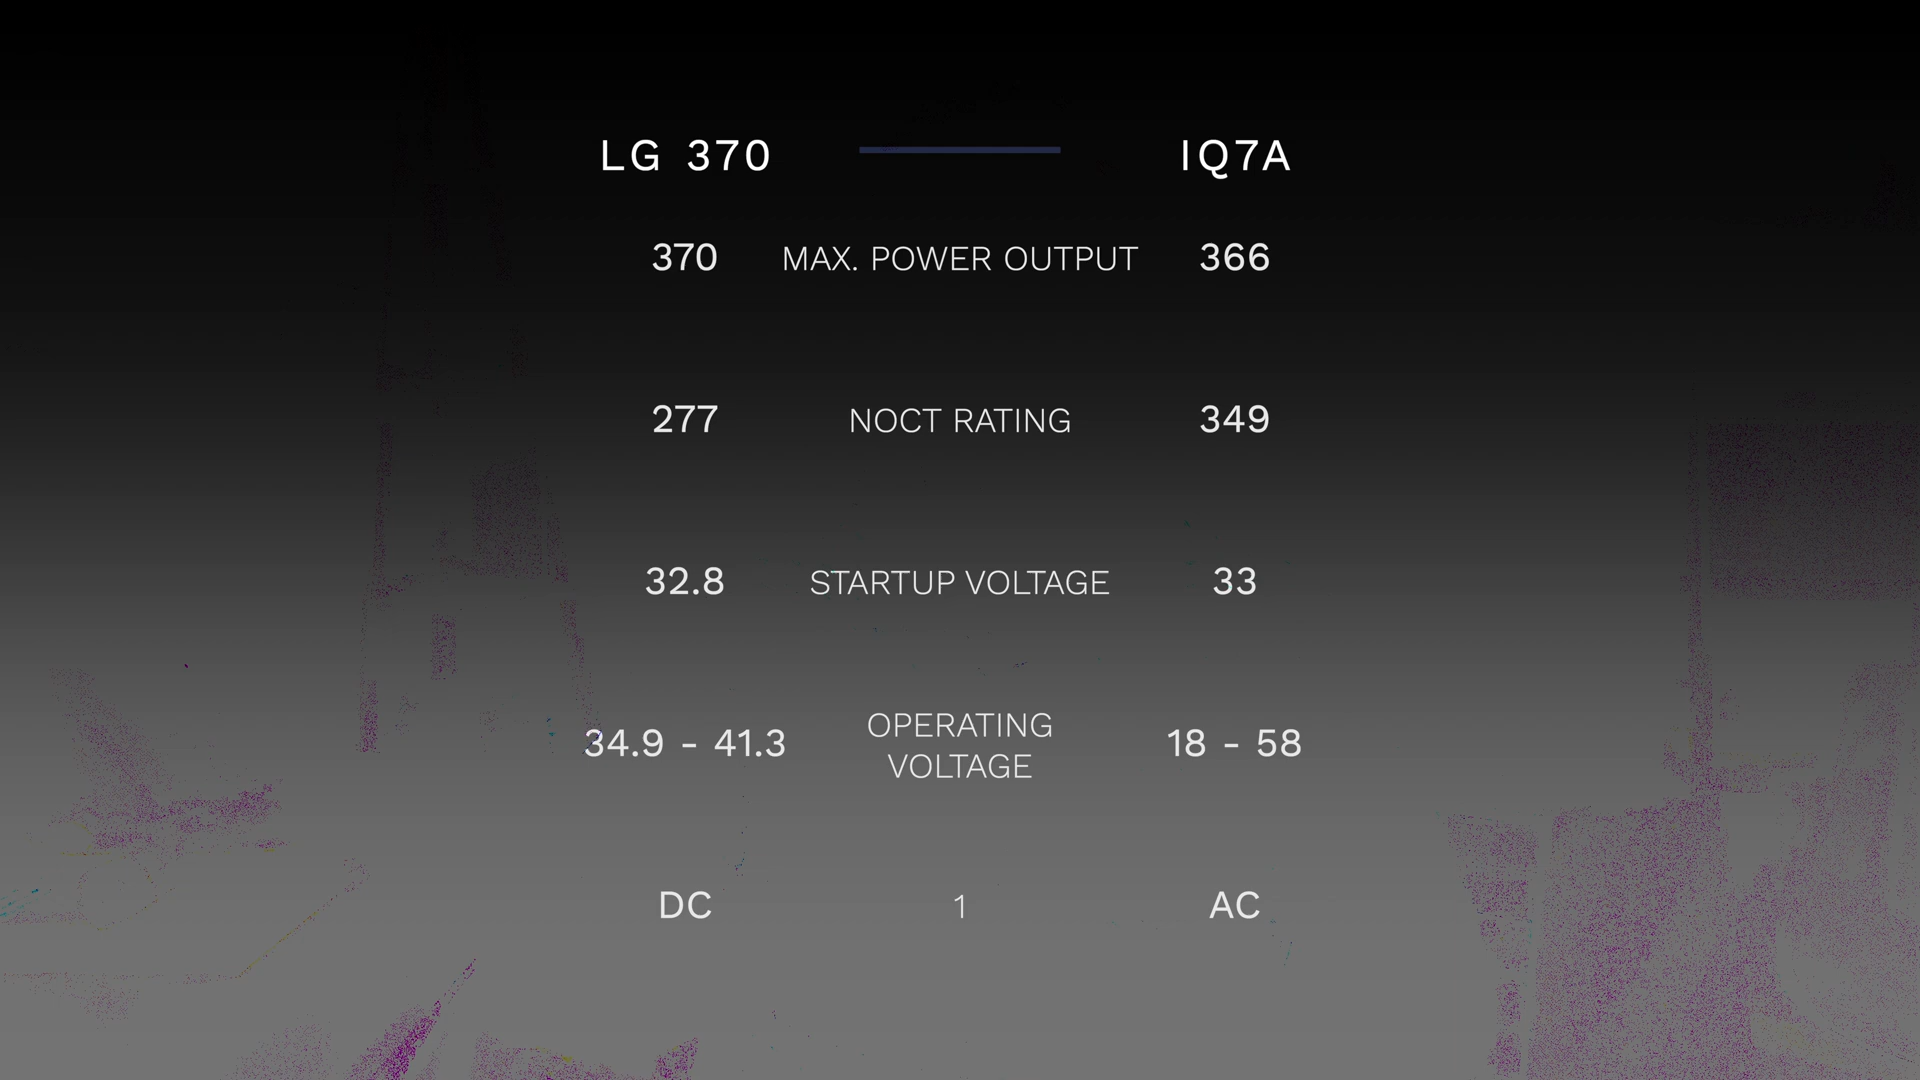 LG 370 IQ7A
370 MAX. POWER OUTPUT 366
277 NOCT RATING 349
32.8 STARTUP VOLTAGE 33
34.9 - 41.3 OPERATING VOLTAGE 18 - 58
DC 1 AC